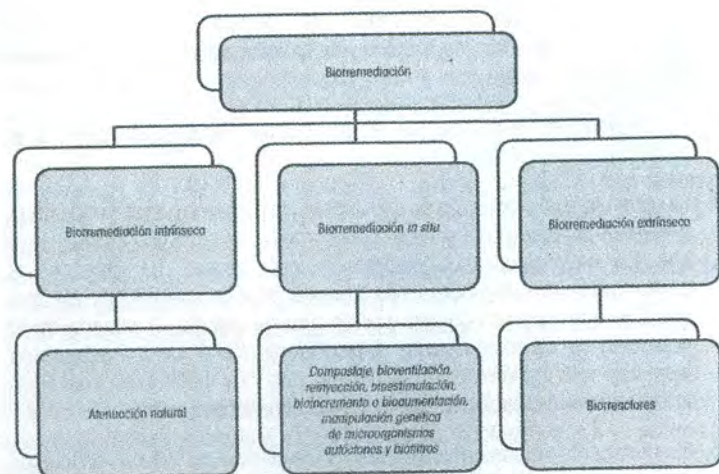 Biorremediación
Biorremediación intrínseca
Biorremediación in situ
Biorremediación extrínseca
Atenuación natural
Compostaje, bioventilación,
reinyección, bioestimulación,
bioincremento o bioaumentación,
manipulación genética
de microorganismos
autóctonos y biofiltros
Biorreactores